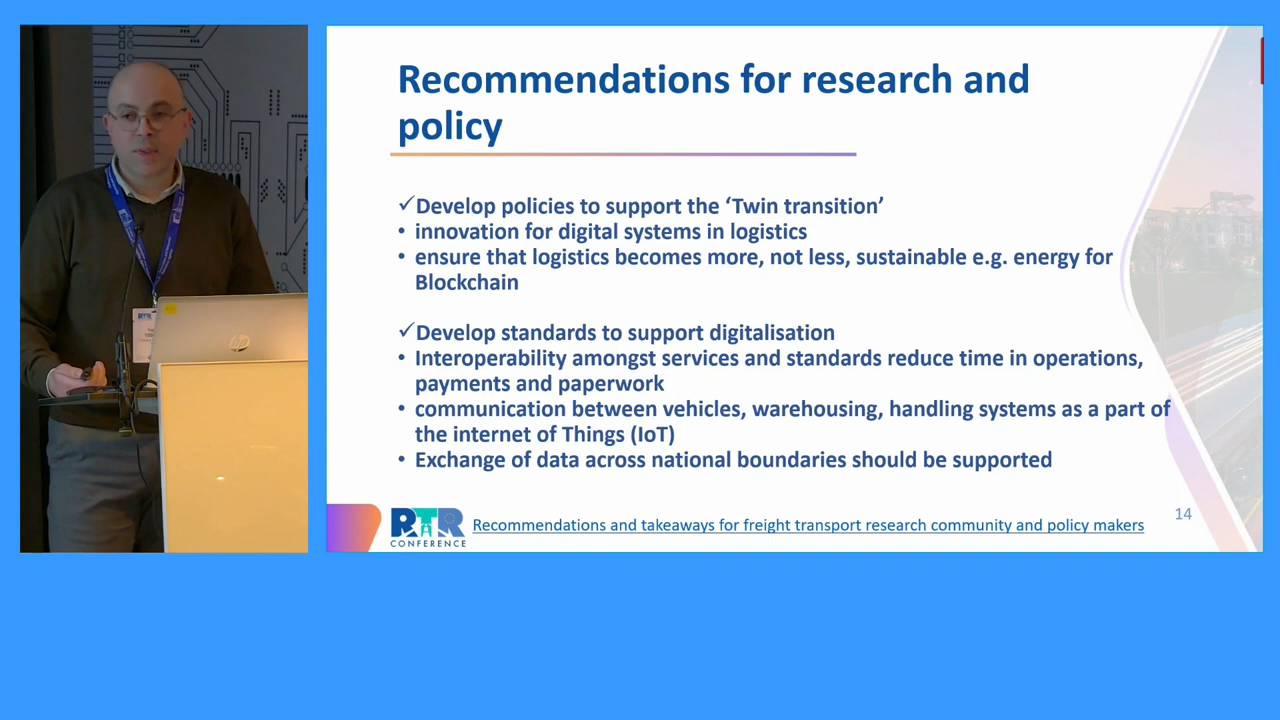 Recommendations for research and
policy
✓Develop policies to support the ‘Twin transition’
• innovation for digital systems in logistics
• ensure that logistics becomes more, not less, sustainable e.g. energy for
Blockchain
✓Develop standards to support digitalisation
• Interoperability amongst services and standards reduce time in operations,
payments and paperwork
• communication between vehicles, warehousing, handling systems as a part of
the internet of Things (IoT)
• Exchange of data across national boundaries should be supported
RTR
CONFERENCE
Recommendations and takeaways for freight transport research community and policy makers
14
hp